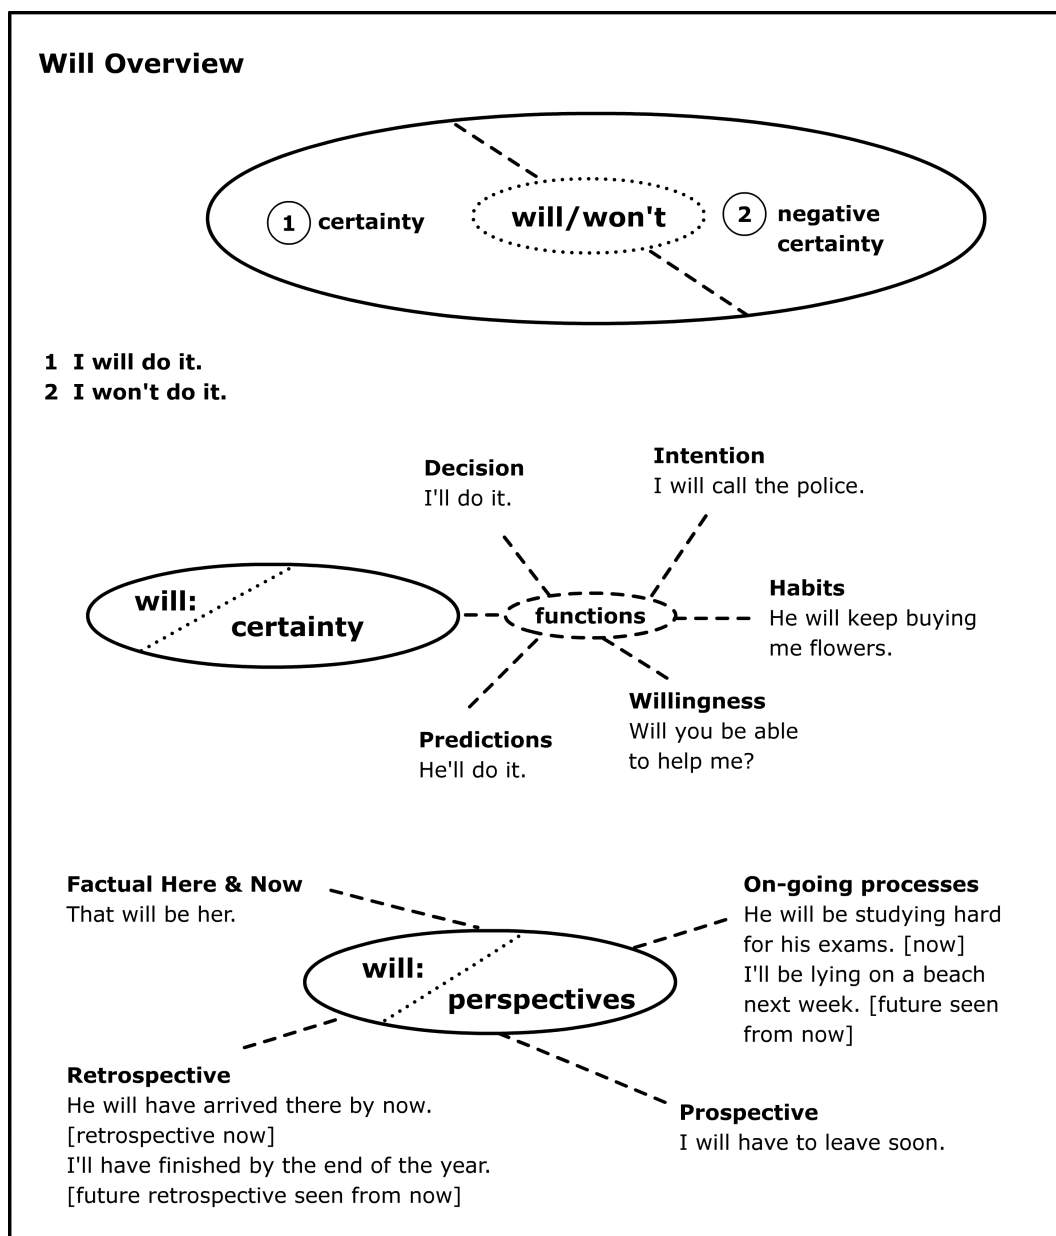 Will Overview
1 certainty
will/won't
2 negative
certainty
1 I will do it.
2 I won't do it.
Decision
I'll do it.
Intention
I will call the police.
will:
certainty
functions
Habits
He will keep buying
me flowers.
Predictions
He'll do it.
Willingness
Will you be able
to help me?
Factual Here & Now
That will be her.
On-going processes
He will be studying hard
for his exams. [now]
I'll be lying on a beach
next week. [future seen
from now]
will:
perspectives
Retrospective
He will have arrived there by now.
[retrospective now]
I'll have finished by the end of the year.
[future retrospective seen from now]
Prospective
I will have to leave soon.